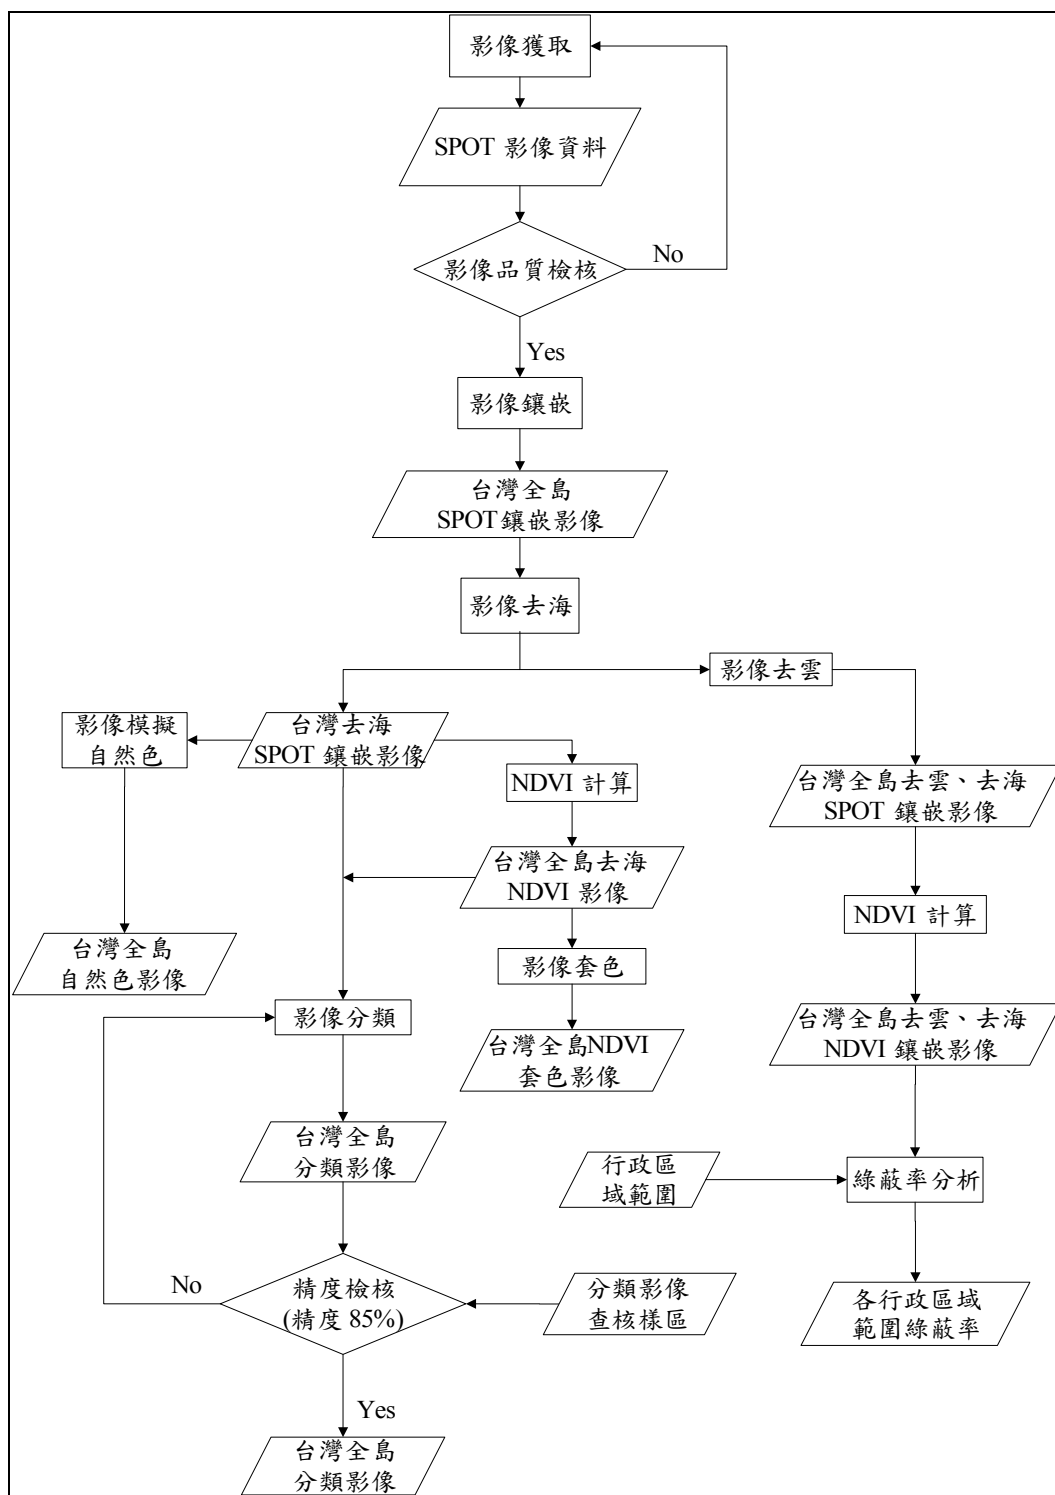 影像獲取
SPOT 影像資料
影像品質檢核
No
Yes
影像鑲嵌
台灣全島
SPOT鑲嵌影像
影像去海
影像去雲
影像模擬
自然色
台灣去海
SPOT 鑲嵌影像
NDVI 計算
台灣全島去雲、去海
SPOT 鑲嵌影像
台灣全島去海
NDVI 影像
NDVI 計算
台灣全島
自然色影像
影像套色
影像分類
台灣全島去雲、去海
NDVI 鑲嵌影像
台灣全島NDVI
套色影像
台灣全島
分類影像
行政區
域範圍
綠蔽率分析
No
精度檢核
(精度 85%)
分類影像
查核樣區
各行政區域
範圍綠蔽率
Yes
台灣全島
分類影像